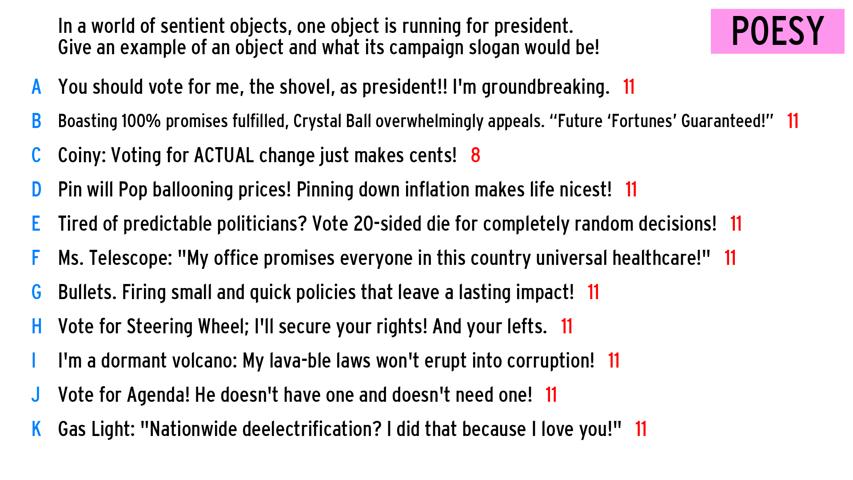 In a world of sentient objects, one object is running for president.
Give an example of an object and what its campaign slogan would be!
POESY
A You should vote for me, the shovel, as president!! I'm groundbreaking. 11
B Boasting 100% promises fulfilled, Crystal Ball overwhelmingly appeals. “Future ‘Fortunes’ Guaranteed!” 11
C Coiny: Voting for ACTUAL change just makes cents! 8
D Pin will Pop ballooning prices! Pinning down inflation makes life nicest! 11
E Tired of predictable politicians? Vote 20-sided die for completely random decisions! 11
F Ms. Telescope: "My office promises everyone in this country universal healthcare!" 11
G Bullets. Firing small and quick policies that leave a lasting impact! 11
H Vote for Steering Wheel; I'll secure your rights! And your lefts. 11
I I'm a dormant volcano: My lava-ble laws won't erupt into corruption! 11
J Vote for Agenda! He doesn't have one and doesn't need one! 11
K Gas Light: "Nationwide deelectrification? I did that because I love you!" 11